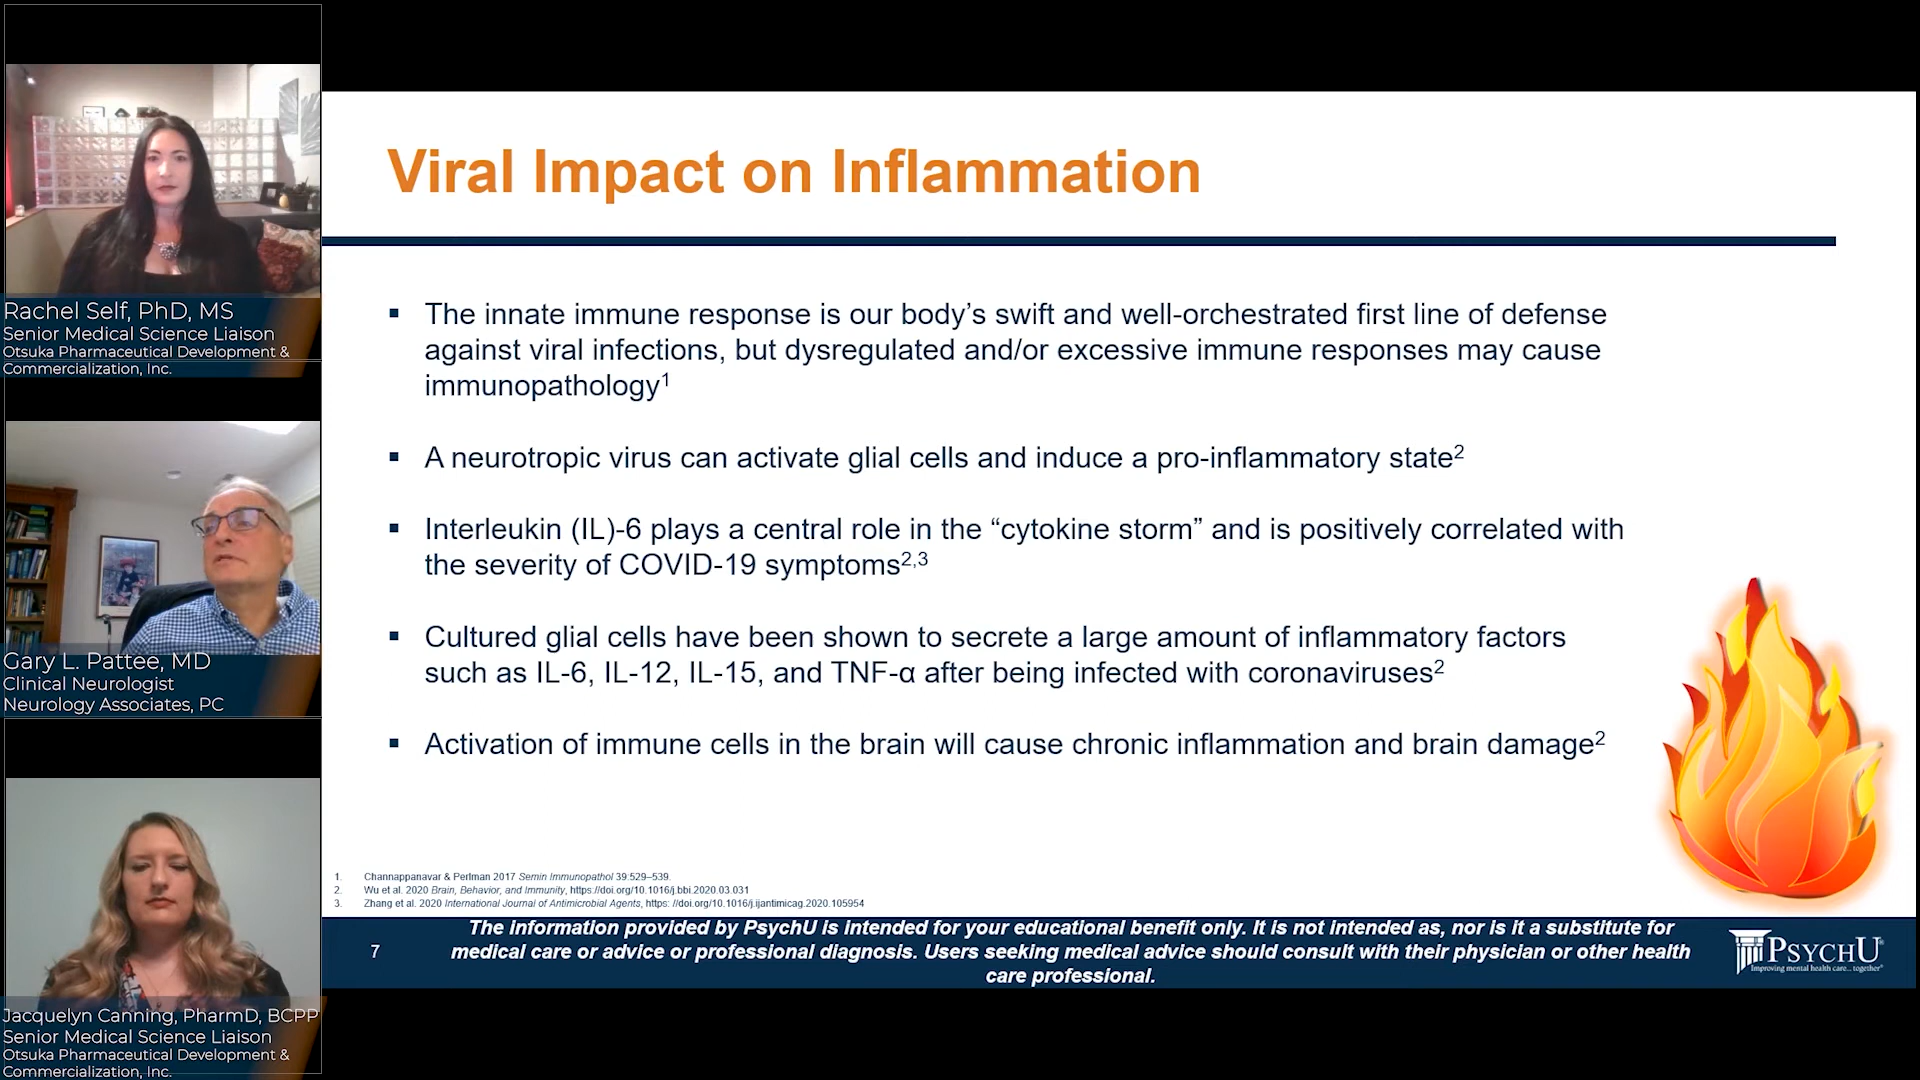 Rachel Self, PhD, MS
Senior Medical Science Liaison
Otsuka Pharmaceutical Development &
Commercialization, Inc.
Gary L. Pattee, MD
Clinical Neurologist
Neurology Associates, PC
Jacquelyn Canning, PharmD, BCPP
Senior Medical Science Liaison
Otsuka Pharmaceutical Development &
Commercialization, Inc.
Viral Impact on Inflammation
▪ The innate immune response is our body’s swift and well-orchestrated first line of defense
against viral infections, but dysregulated and/or excessive immune responses may cause
immunopathology¹
▪ A neurotropic virus can activate glial cells and induce a pro-inflammatory state²
▪ Interleukin (IL)-6 plays a central role in the “cytokine storm” and is positively correlated with
the severity of COVID-19 symptoms²,³
▪ Cultured glial cells have been shown to secrete a large amount of inflammatory factors
such as IL-6, IL-12, IL-15, and TNF-α after being infected with coronaviruses²
▪ Activation of immune cells in the brain will cause chronic inflammation and brain damage²
1. Channappanavar & Perlman 2017 Semin Immunopathol 39:529–539.
2. Wu et al. 2020 Brain, Behavior, and Immunity, https://doi.org/10.1016/j.bbi.2020.03.031
3. Zhang et al. 2020 International Journal of Antimicrobial Agents, https: //doi.org/10.1016/j.ijantimicag.2020.105954
7
The information provided by PsychU is intended for your educational benefit only. It is not intended as, nor is it a substitute for
medical care or advice or professional diagnosis. Users seeking medical advice should consult with their physician or other health
care professional.
PSYCHU®
Improving mental health care... together®